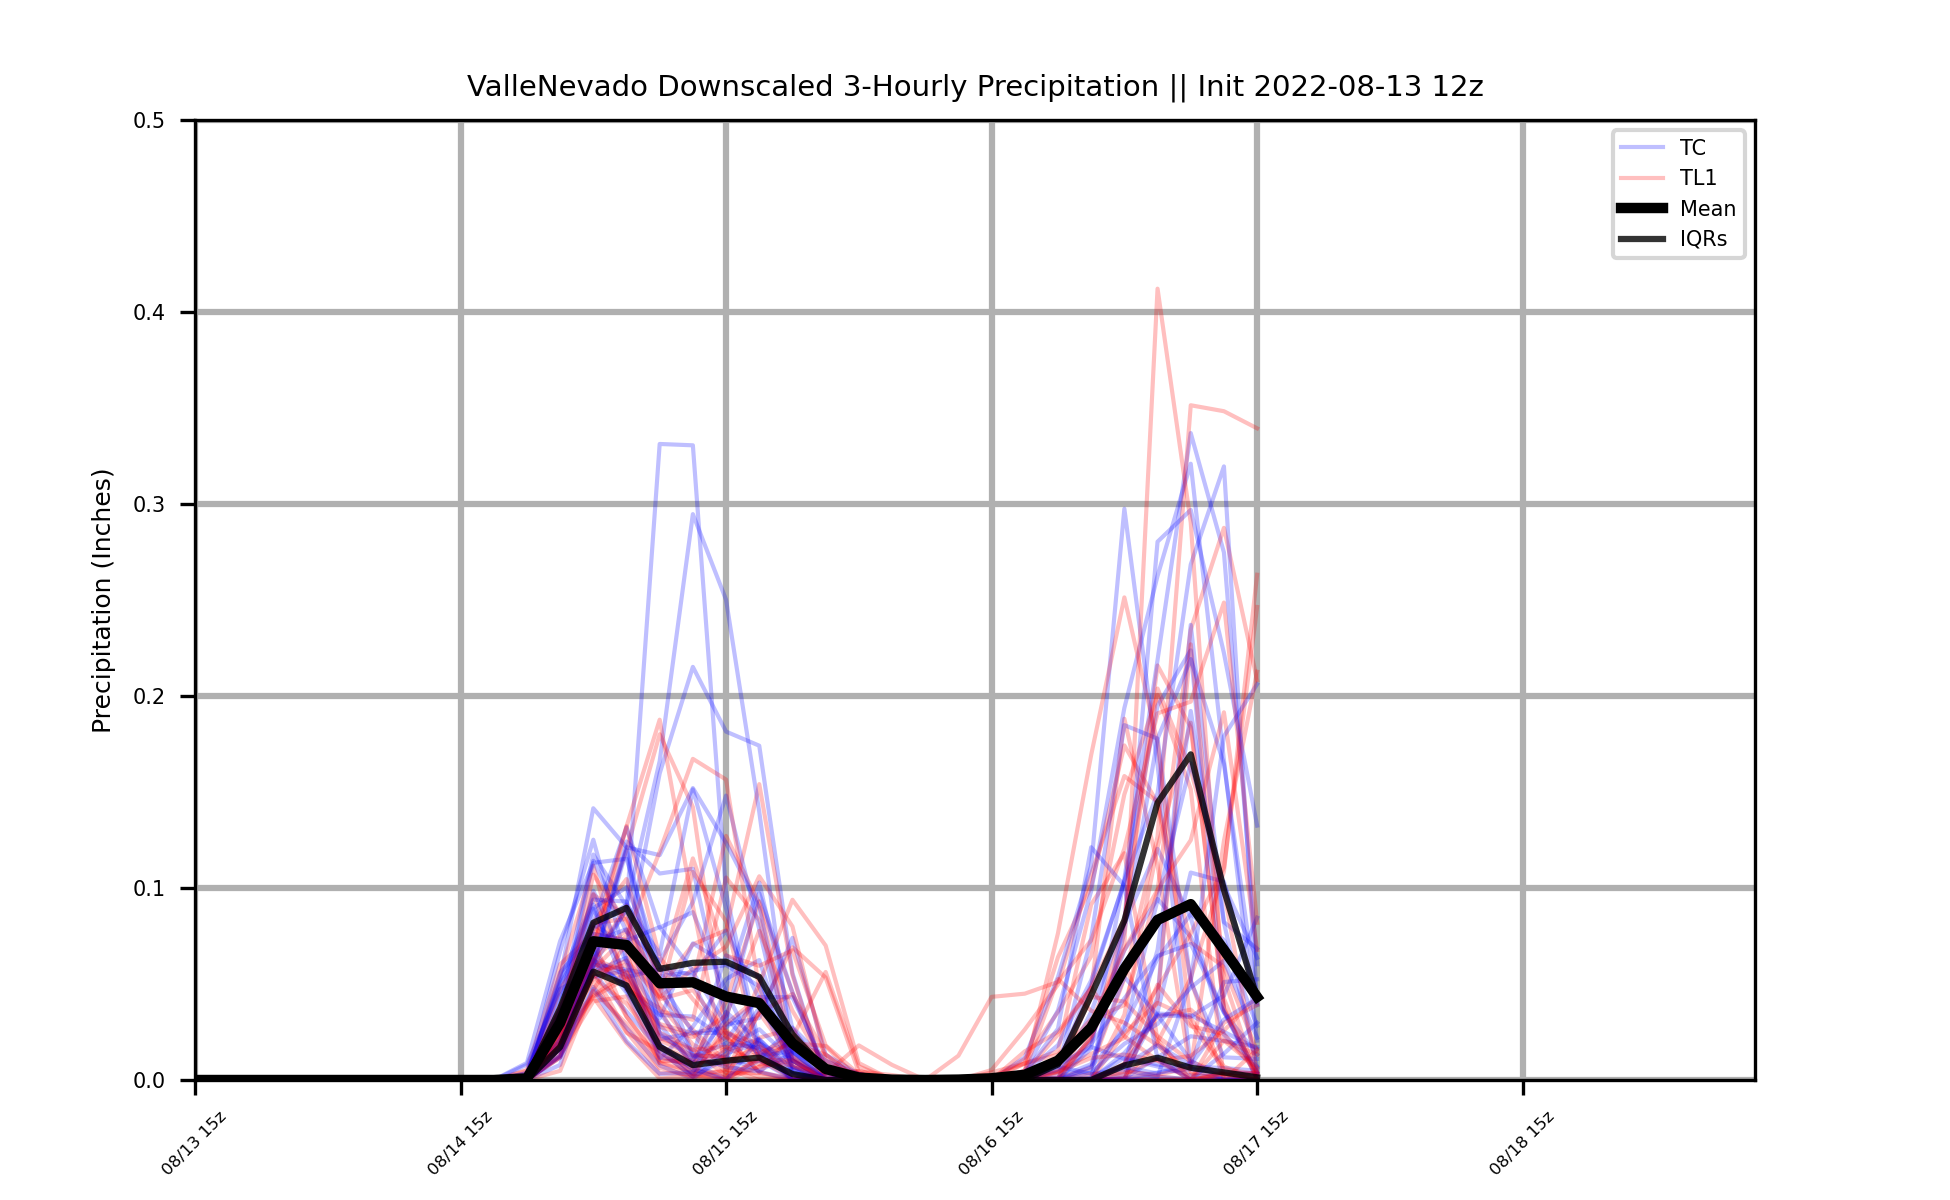 ValleNevado Downscaled 3-Hourly Precipitation || Init 2022-08-13 12z
Precipitation (Inches)
0.5
0.4
0.3
0.2
0.1
0.0
TC
TL1
Mean
IQRs
08/13 15z
08/14 15z
08/15 15z
08/16 15z
08/17 15z
08/18 15z